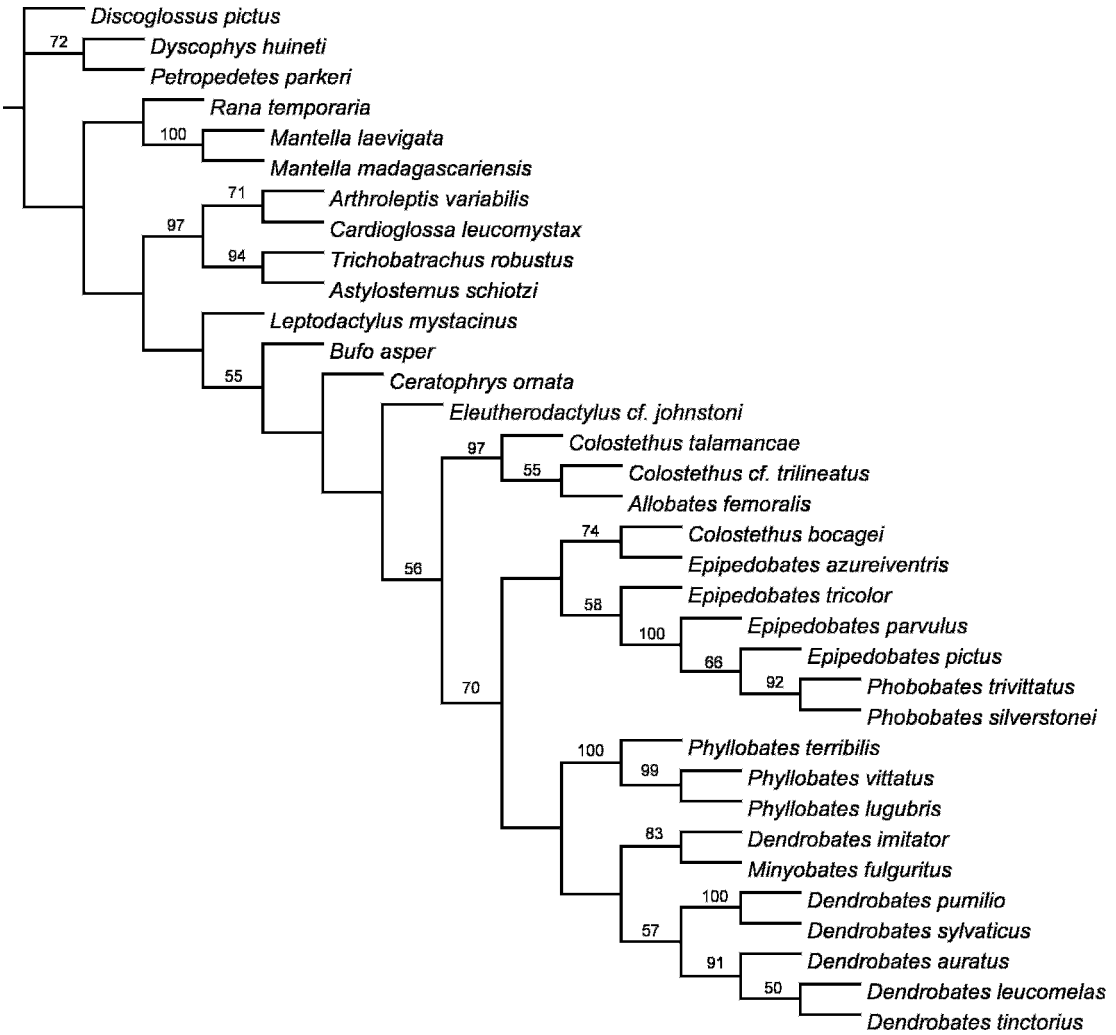 Discoglossus pictus
72
Dyscophys huineti
Petropedetes parkeri
Rana temporaria
100
Mantella laevigata
Mantella madagascariensis
71
Arthroleptis variabilis
97
Cardioglossa leucomystax
94
Trichobatrachus robustus
Astylosternus schiotzi
Leptodactylus mystacinus
Bufo asper
55
Ceratophrys ornata
Eleutherodactylus cf. johnstoni
97
Colostethus talamancae
55
Colostethus cf. trilineatus
Allobates femoralis
74
Colostethus bocagei
56
Epipedobates azureiventris
58
Epipedobates tricolor
100
Epipedobates parvulus
66
Epipedobates pictus
92
Phobobates trivittatus
70
Phobobates silverstonei
100
Phyllobates terribilis
99
Phyllobates vittatus
Phyllobates lugubris
83
Dendrobates imitator
Minyobates fulguritus
100
Dendrobates pumilio
57
Dendrobates sylvaticus
91
Dendrobates auratus
50
Dendrobates leucomelas
Dendrobates tinctorius